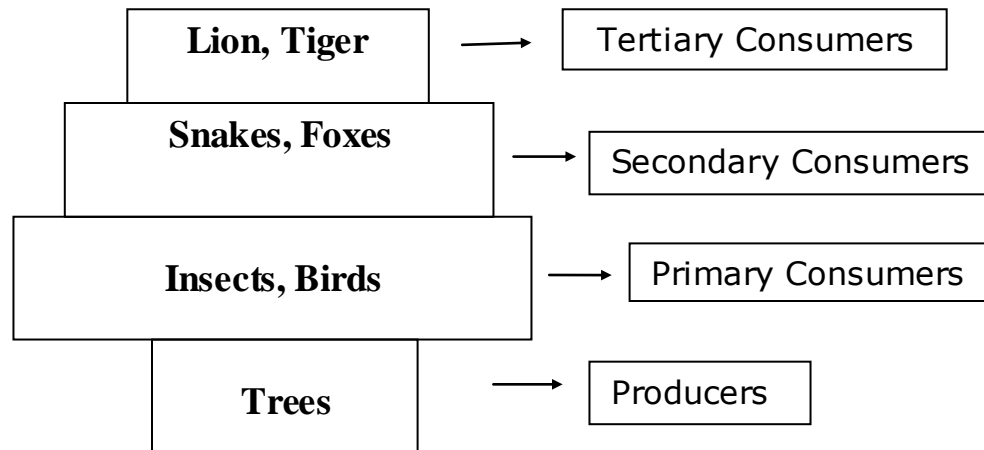 Lion, Tiger
Tertiary Consumers
Snakes, Foxes
Secondary Consumers
Insects, Birds
Primary Consumers
Trees
Producers